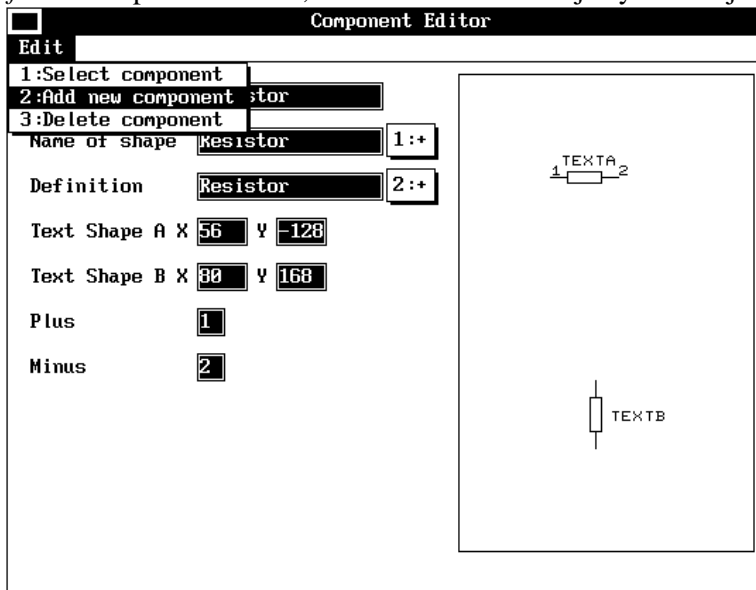 Component Editor
Edit
1:Select component
2:Add new component stor
3:Delete component
Name of shape Resistor 1:+
Definition Resistor 2:+
Text Shape A X 56 Y -128
Text Shape B X 80 Y 168
Plus 1
Minus 2
1 TEXTA 2
TEXTB